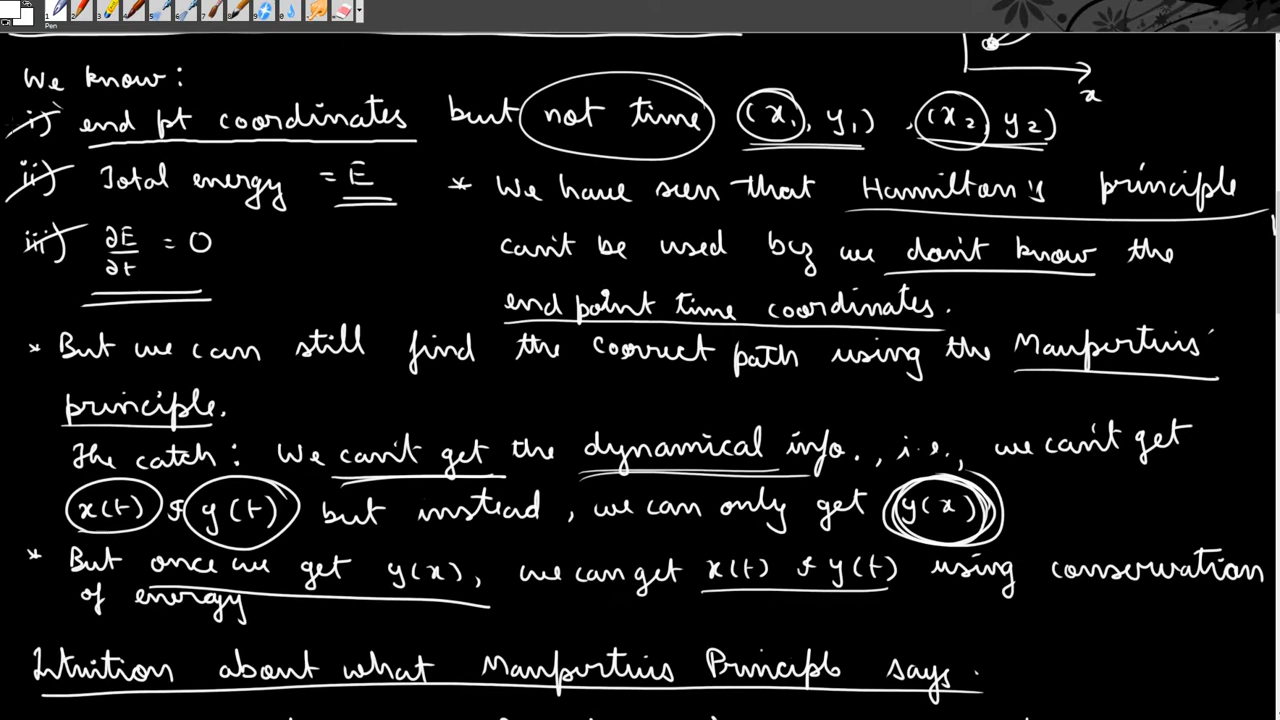 Pen
x
We know:
i) end pt coordinates but not time (x₁, y₁) , (x₂, y₂)
ii) Total energy = E
* We have seen that Hamilton's principle
iii) ∂E/∂t = 0
can't be used bcz we don't know the
end point time coordinates.
* But we can still find the correct path using the Maupertuis'
principle.
The catch: We can't get the dynamical info., i.e., we can't get
x(t) & y(t) but instead, we can only get y(x)
* But once we get y(x), we can get x(t) & y(t) using conservation
of energy
Intuition about what Maupertuis Principle says.